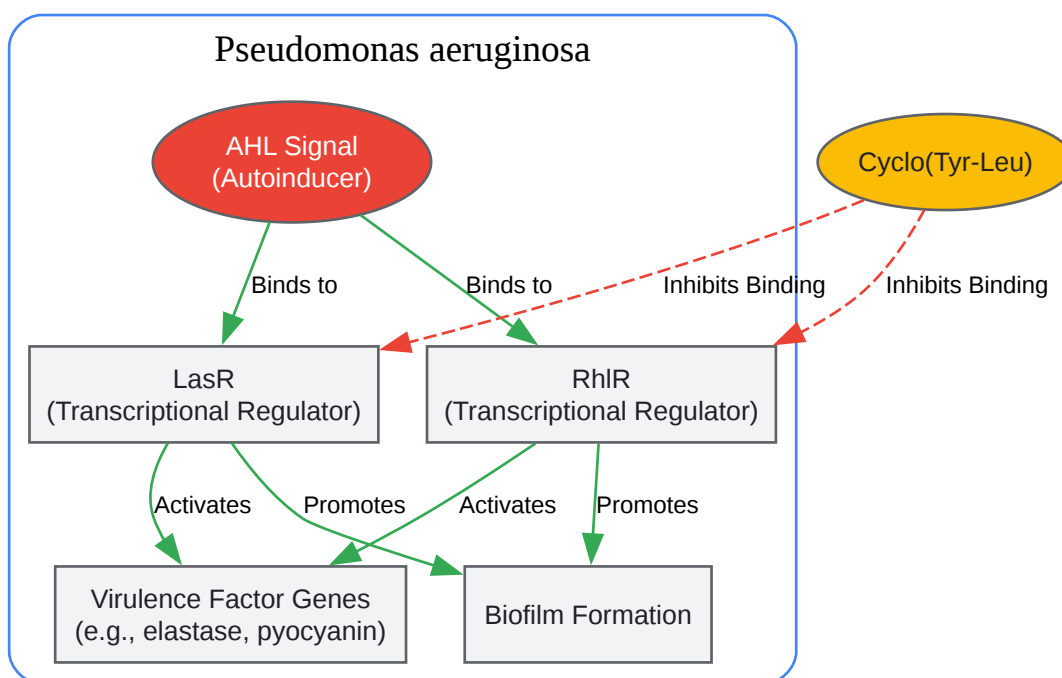 Pseudomonas aeruginosa
AHL Signal
(Autoinducer)
Cyclo(Tyr-Leu)
Binds to
Binds to
Inhibits Binding
Inhibits Binding
LasR
(Transcriptional Regulator)
RhlR
(Transcriptional Regulator)
Activates
Promotes
Activates
Promotes
Virulence Factor Genes
(e.g., elastase, pyocyanin)
Biofilm Formation